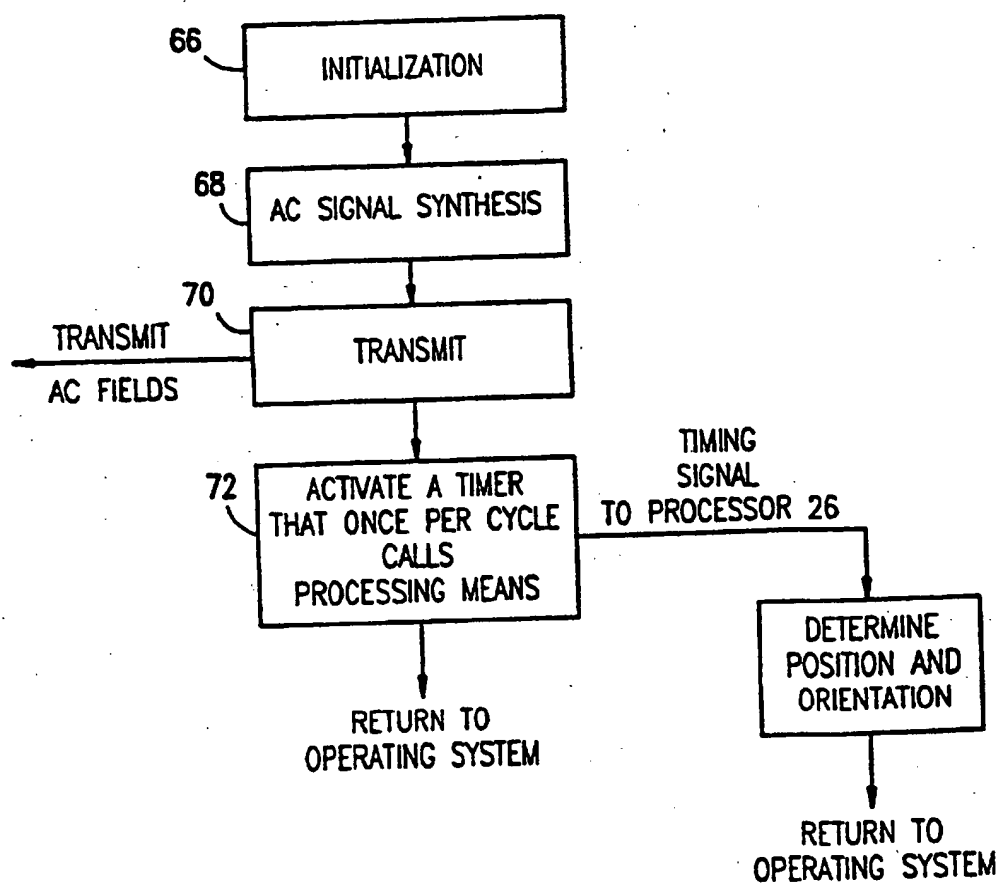 66
INITIALIZATION
68
AC SIGNAL SYNTHESIS
70
TRANSMIT
TRANSMIT
AC FIELDS
72
ACTIVATE A TIMER
THAT ONCE PER CYCLE
CALLS
PROCESSING MEANS
TIMING
SIGNAL
TO PROCESSOR 26
DETERMINE
POSITION AND
ORIENTATION
RETURN TO
OPERATING SYSTEM
RETURN TO
OPERATING SYSTEM